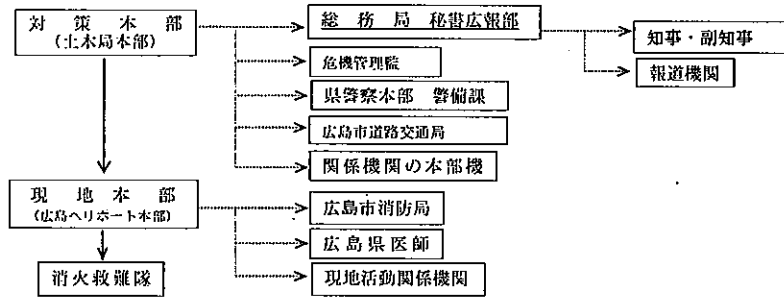 対策本部
(土木局本部)
総務局 秘書広報部
知事・副知事
報道機関
危機管理監
県警察本部 警備課
広島市道路交通局
関係機関の本部機
現地本部
(広島ヘリポート本部)
広島市消防局
広島県医師
現地活動関係機関
消火救難隊